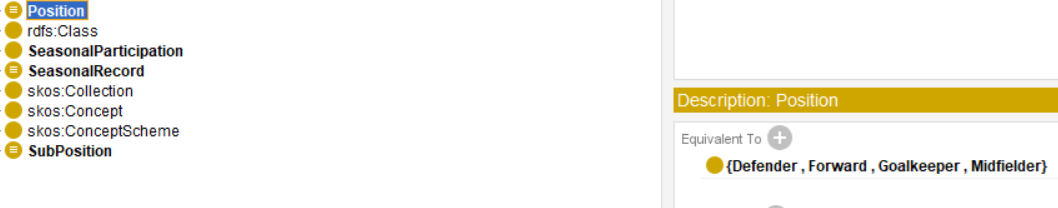 Position
rdfs:Class
SeasonalParticipation
SeasonalRecord
skos:Collection
skos:Concept
skos:ConceptScheme
SubPosition
Description: Position
Equivalent To
{Defender , Forward , Goalkeeper , Midfielder}